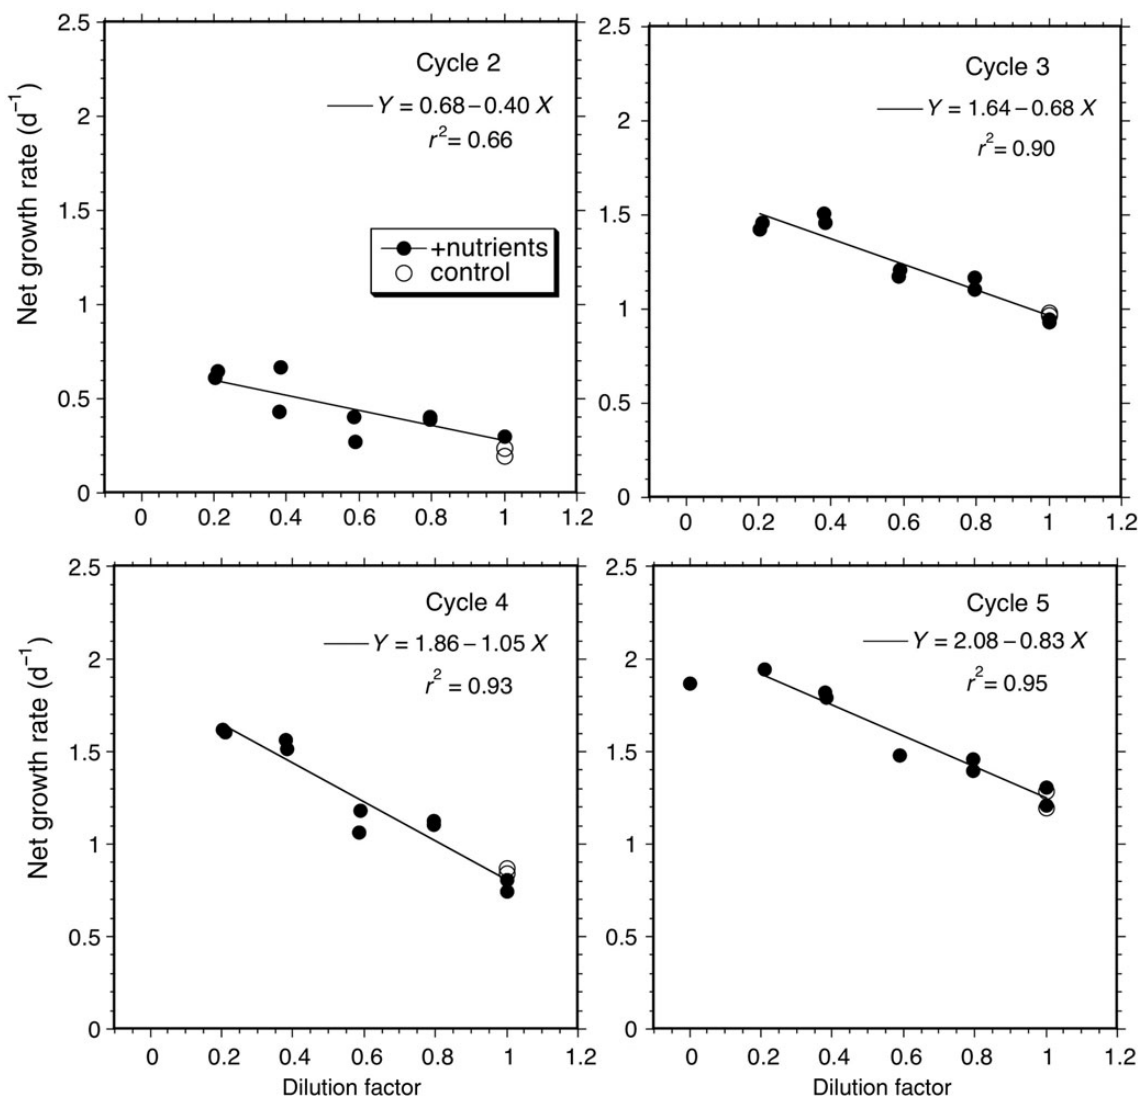 Cycle 2
Y = 0.68 – 0.40 X
r² = 0.66
+nutrients
control
Net growth rate (d⁻¹)
2.5
2
1.5
1
0.5
0
0 0.2 0.4 0.6 0.8 1 1.2
Cycle 3
Y = 1.64 – 0.68 X
r² = 0.90
2.5
2
1.5
1
0.5
0
0 0.2 0.4 0.6 0.8 1 1.2
Cycle 4
Y = 1.86 – 1.05 X
r² = 0.93
Net growth rate (d⁻¹)
2.5
2
1.5
1
0.5
0
0 0.2 0.4 0.6 0.8 1 1.2
Dilution factor
Cycle 5
Y = 2.08 – 0.83 X
r² = 0.95
2.5
2
1.5
1
0.5
0
0 0.2 0.4 0.6 0.8 1 1.2
Dilution factor